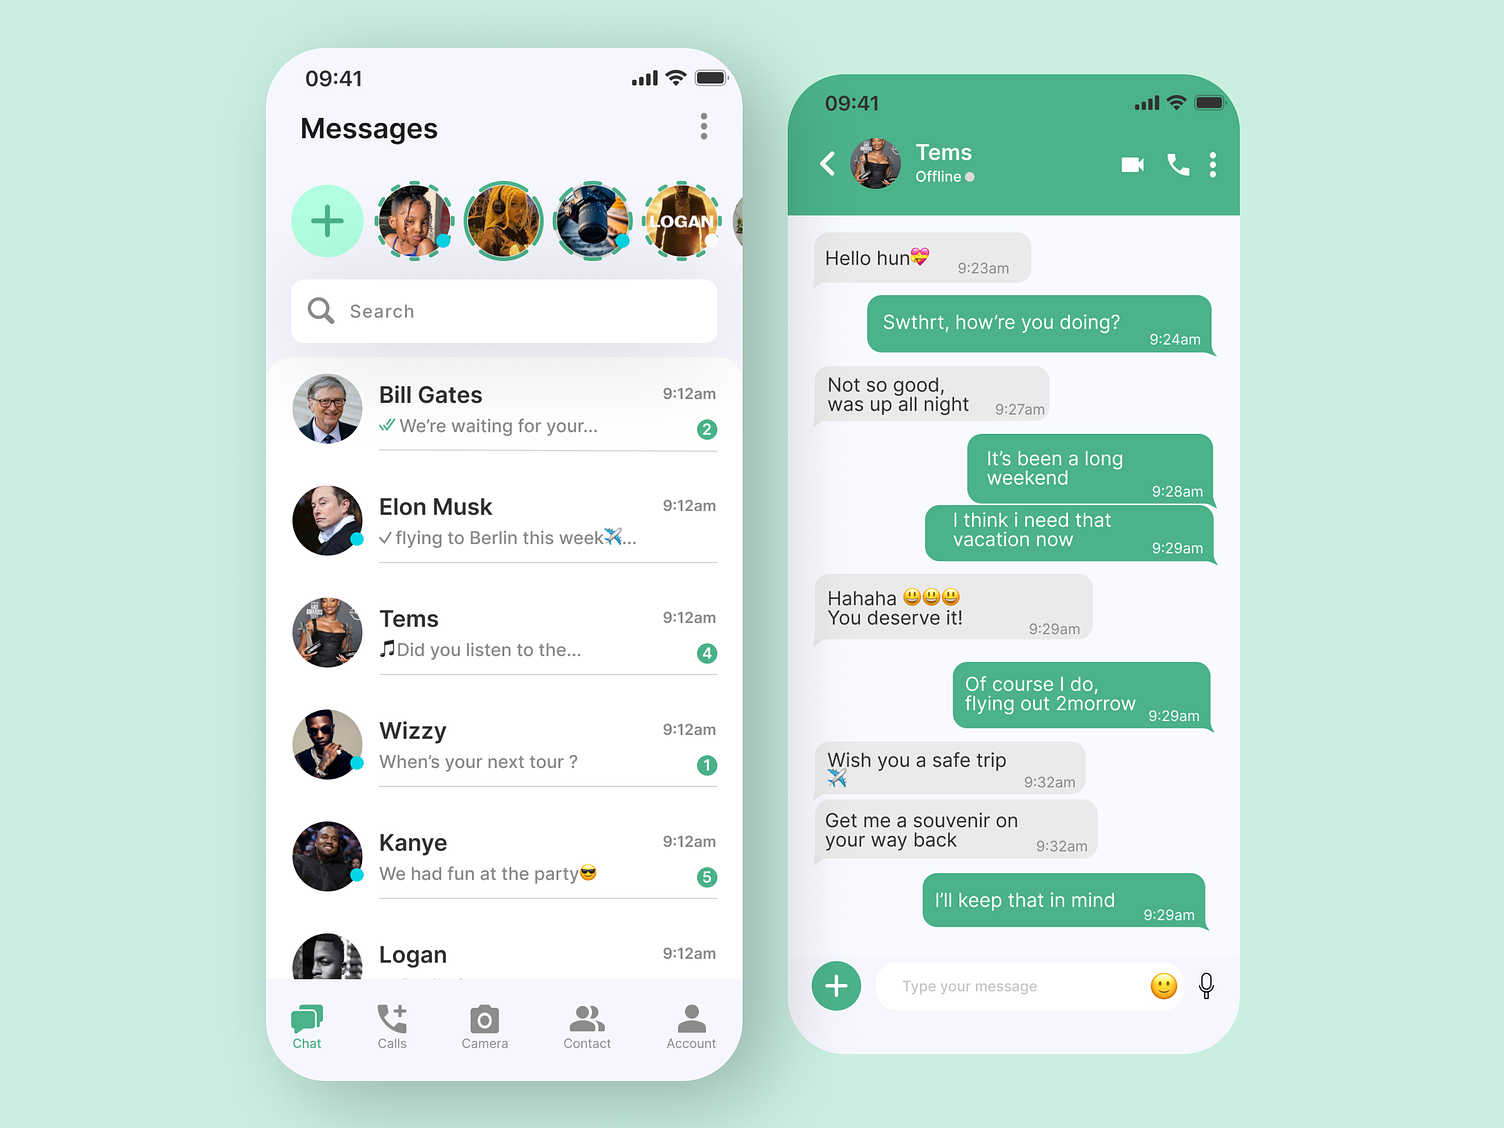 09:41
Messages
LOGAN
Search
Bill Gates
9:12am
We're waiting for your...
2
Elon Musk
9:12am
flying to Berlin this week✈️...
Tems
9:12am
🎵Did you listen to the...
4
Wizzy
9:12am
When's your next tour ?
1
Kanye
9:12am
We had fun at the party😎
5
Logan
9:12am
Chat
Calls
Camera
Contact
Account
09:41
Tems
Offline
Hello hun💝
9:23am
Swthrt, how're you doing?
9:24am
Not so good,
was up all night
9:27am
It's been a long
weekend
9:28am
I think i need that
vacation now
9:29am
Hahaha 😃😃😃
You deserve it!
9:29am
Of course I do,
flying out 2morrow
9:29am
Wish you a safe trip
✈️
9:32am
Get me a souvenir on
your way back
9:32am
I'll keep that in mind
9:29am
Type your message